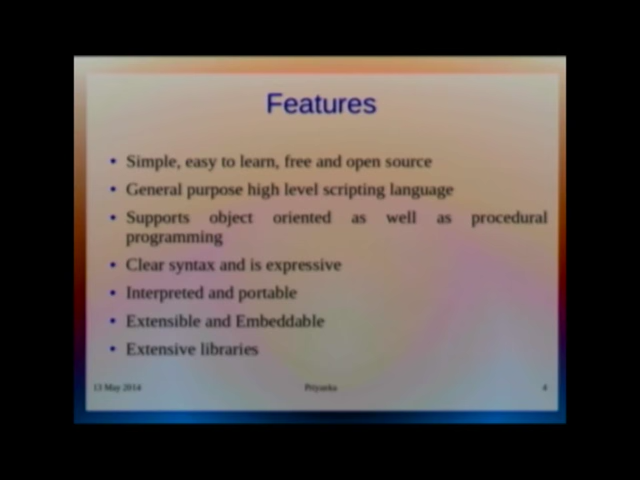 Features
• Simple, easy to learn, free and open source
• General purpose high level scripting language
• Supports object oriented as well as procedural
programming
• Clear syntax and is expressive
• Interpreted and portable
• Extensible and Embeddable
• Extensive libraries
13 May 2014 Priyanka 4